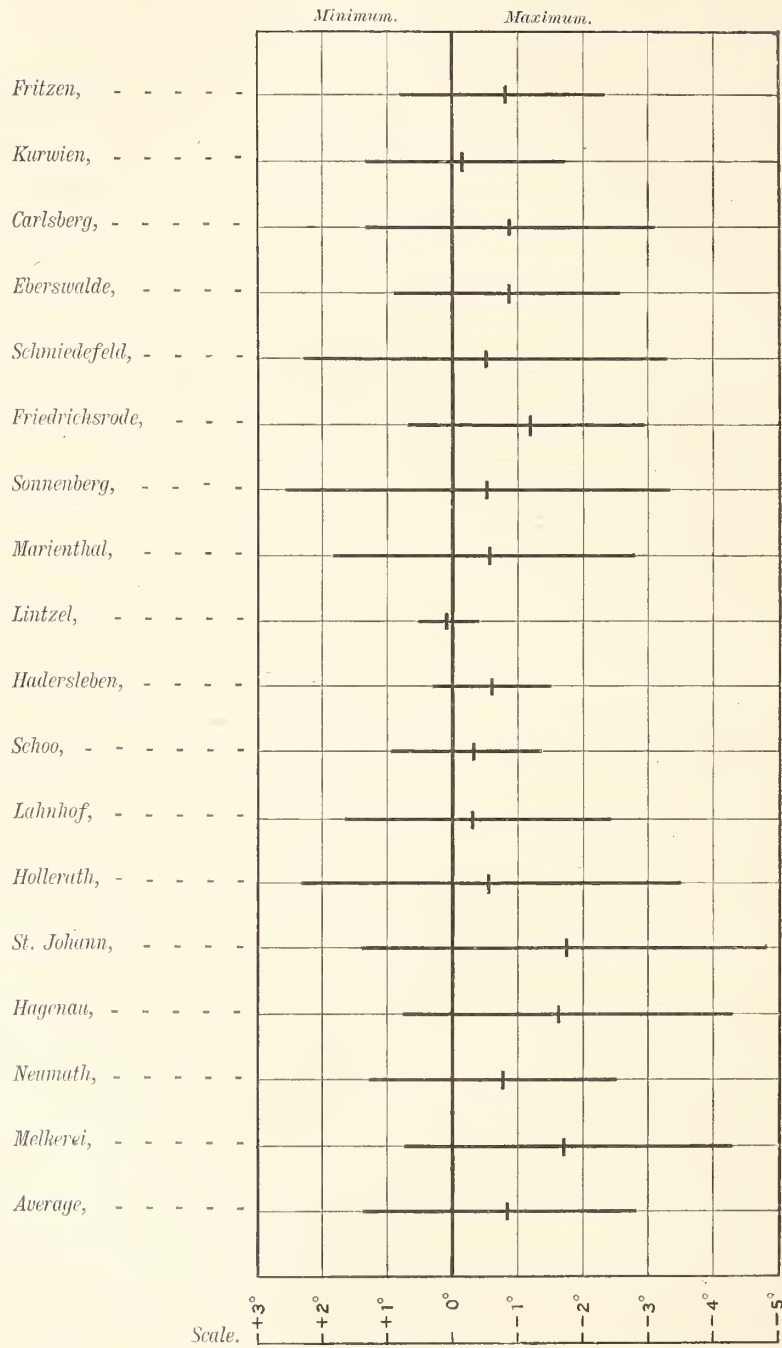 Minimum. Maximum.
Fritzen, - - - - -
Kurwien, - - - - -
Carlsberg, - - - - -
Eberswalde, - - - -
Schmiedefeld, - - - -
Friedrichsrode, - - -
Sonnenberg, - - - -
Marienthal, - - - -
Lintzel, - - - - -
Hadersleben, - - - -
Schoo, - - - - - -
Lahnhof, - - - - -
Hollerath, - - - - -
St. Johann, - - - -
Hagenau, - - - - -
Neumath, - - - - -
Melkerei, - - - - -
Average, - - - - -
Scale. +3° +2° +1° 0° -1° -2° -3° -4° -5°